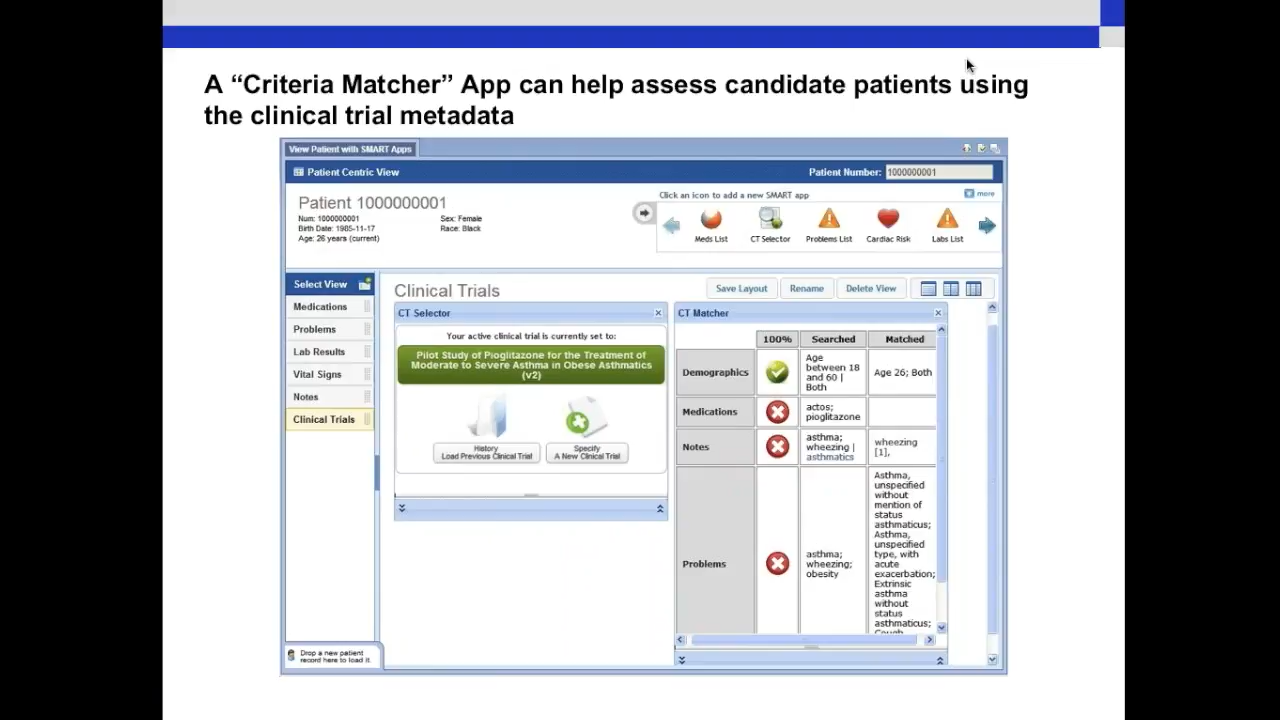 A “Criteria Matcher” App can help assess candidate patients using
the clinical trial metadata
View Patient with SMART Apps
Patient Centric View
Patient Number: 1000000001
Patient 1000000001
Num: 1000000001
Birth Date: 1985-11-17
Age: 26 years (current)
Sex: Female
Race: Black
Click an icon to add a new SMART app
more
Meds List
CT Selector
Problems List
Cardiac Risk
Labs List
Select View
Medications
Problems
Lab Results
Vital Signs
Notes
Clinical Trials
Drop a new patient
record here to load it.
Clinical Trials
Save Layout
Rename
Delete View
CT Selector
Your active clinical trial is currently set to:
Pilot Study of Pioglitazone for the Treatment of
Moderate to Severe Asthma in Obese Asthmatics
(v2)
History
Load Previous Clinical Trial
Specify
A New Clinical Trial
CT Matcher
100%
Searched
Matched
Demographics
Age
between 18
and 60 |
Both
Age 26; Both
Medications
actos;
pioglitazone
Notes
asthma;
wheezing |
asthmatics
wheezing
[1],
Problems
asthma;
wheezing;
obesity
Asthma,
unspecified
without
mention of
status
asthmaticus;
Asthma,
unspecified
type, with
acute
exacerbation;
Extrinsic
asthma
without
status
asthmaticus;
Cough